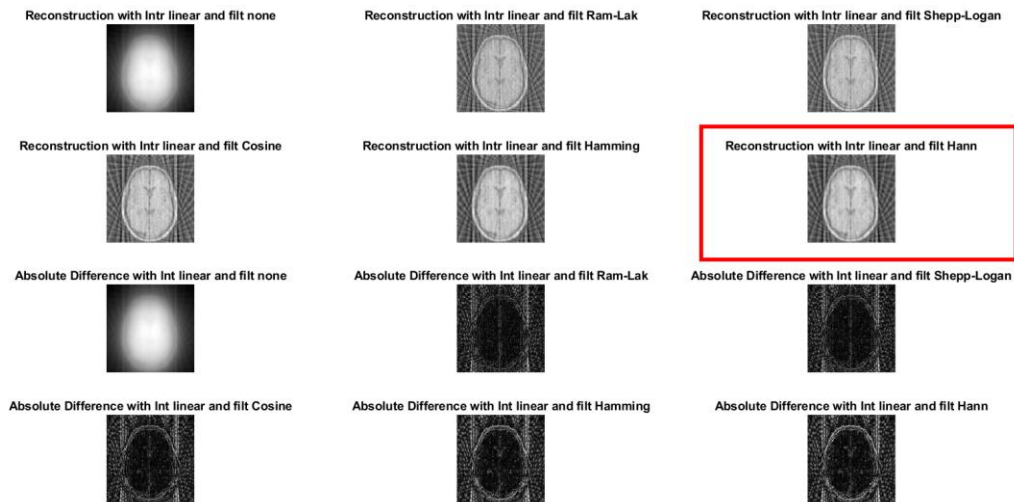 Reconstruction with Intr linear and filt none
Reconstruction with Intr linear and filt Ram-Lak
Reconstruction with Intr linear and filt Shepp-Logan
Reconstruction with Intr linear and filt Cosine
Reconstruction with Intr linear and filt Hamming
Reconstruction with Intr linear and filt Hann
Absolute Difference with Int linear and filt none
Absolute Difference with Int linear and filt Ram-Lak
Absolute Difference with Int linear and filt Shepp-Logan
Absolute Difference with Int linear and filt Cosine
Absolute Difference with Int linear and filt Hamming
Absolute Difference with Int linear and filt Hann